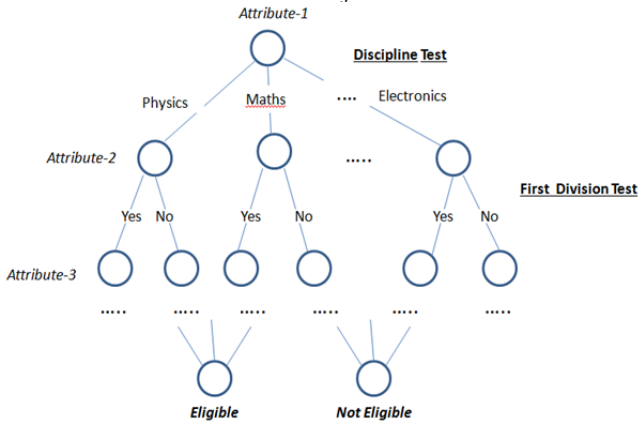 Attribute-1
Discipline Test
Physics Maths .... Electronics
Attribute-2 .....
First Division Test
Yes No Yes No Yes No
Attribute-3
..... ..... ..... ..... ..... .....
Eligible Not Eligible